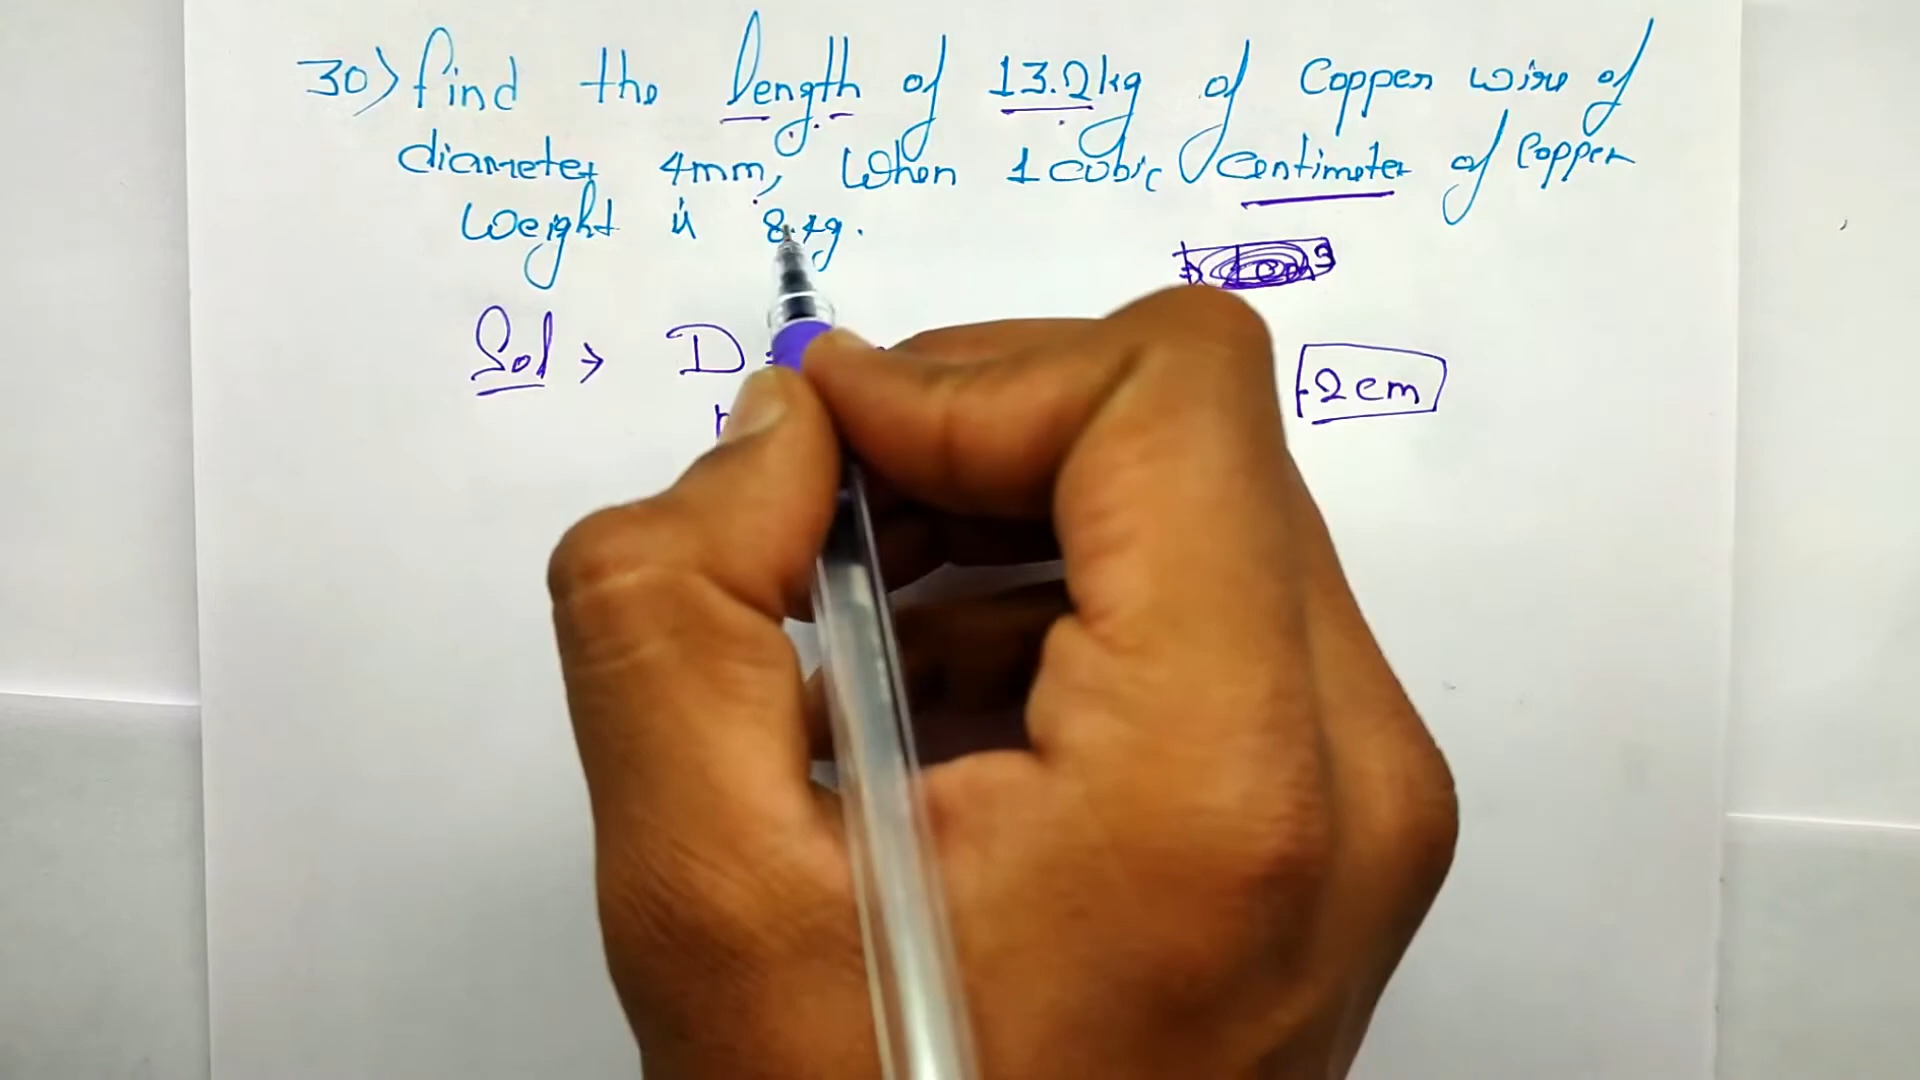 30) find the length of 13.2kg of Copper wire of
diameter 4mm, When 1 cubic Centimeter of Copper
weight is 8.4g.
Sol > D
.2cm